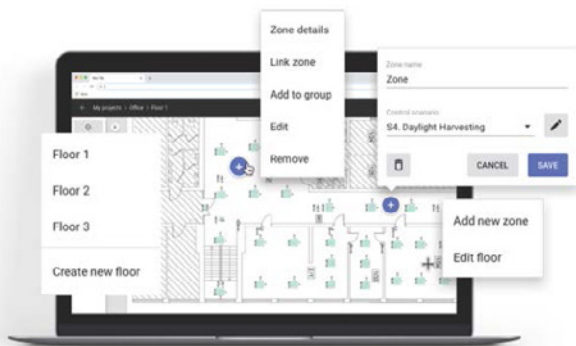 Zone details
Link zone
Add to group
Edit
Remove
Zone name
Zone
Control scenario
S4. Daylight Harvesting
CANCEL
SAVE
My projects > Office > Floor 1
Floor 1
Floor 2
Floor 3
Create new floor
Add new zone
Edit floor